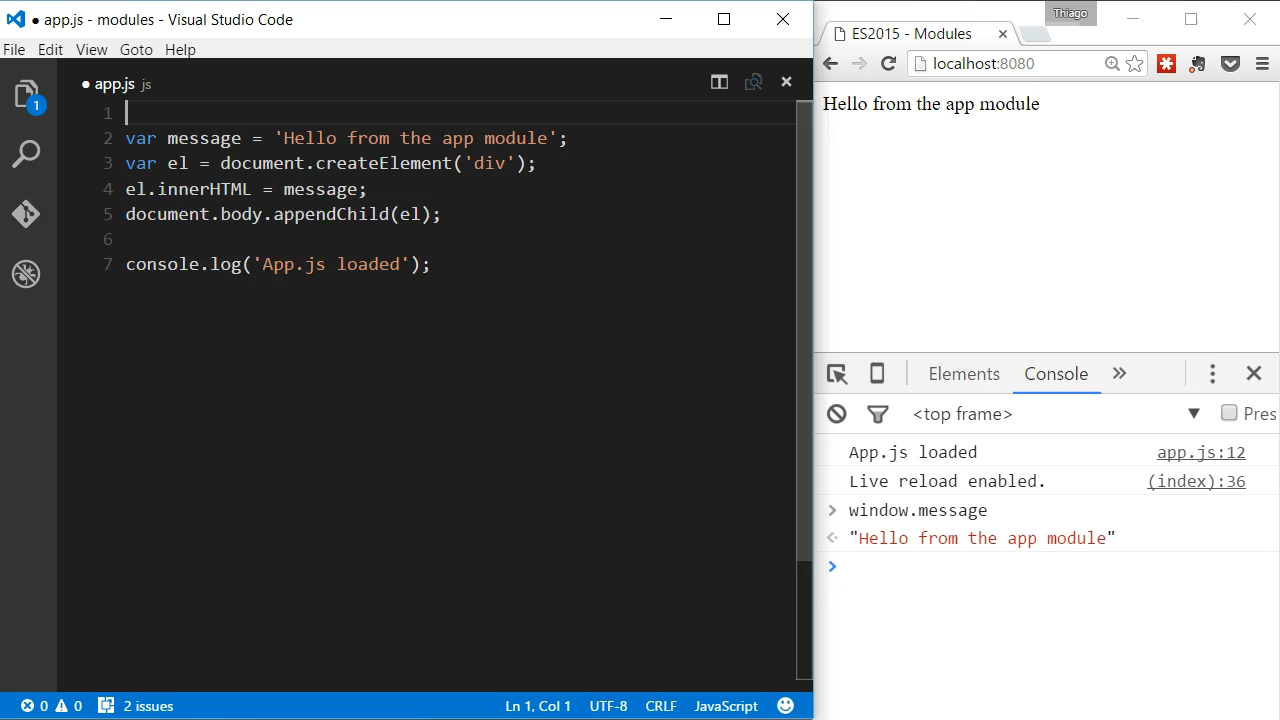 ● app.js - modules - Visual Studio Code
File Edit View Goto Help
1
● app.js js
1
2 var message = 'Hello from the app module';
3 var el = document.createElement('div');
4 el.innerHTML = message;
5 document.body.appendChild(el);
6
7 console.log('App.js loaded');
0 0 2 issues Ln 1, Col 1 UTF-8 CRLF JavaScript
Thiago
ES2015 - Modules
localhost:8080
Hello from the app module
Elements Console
<top frame> Pres
App.js loaded app.js:12
Live reload enabled. (index):36
window.message
"Hello from the app module"